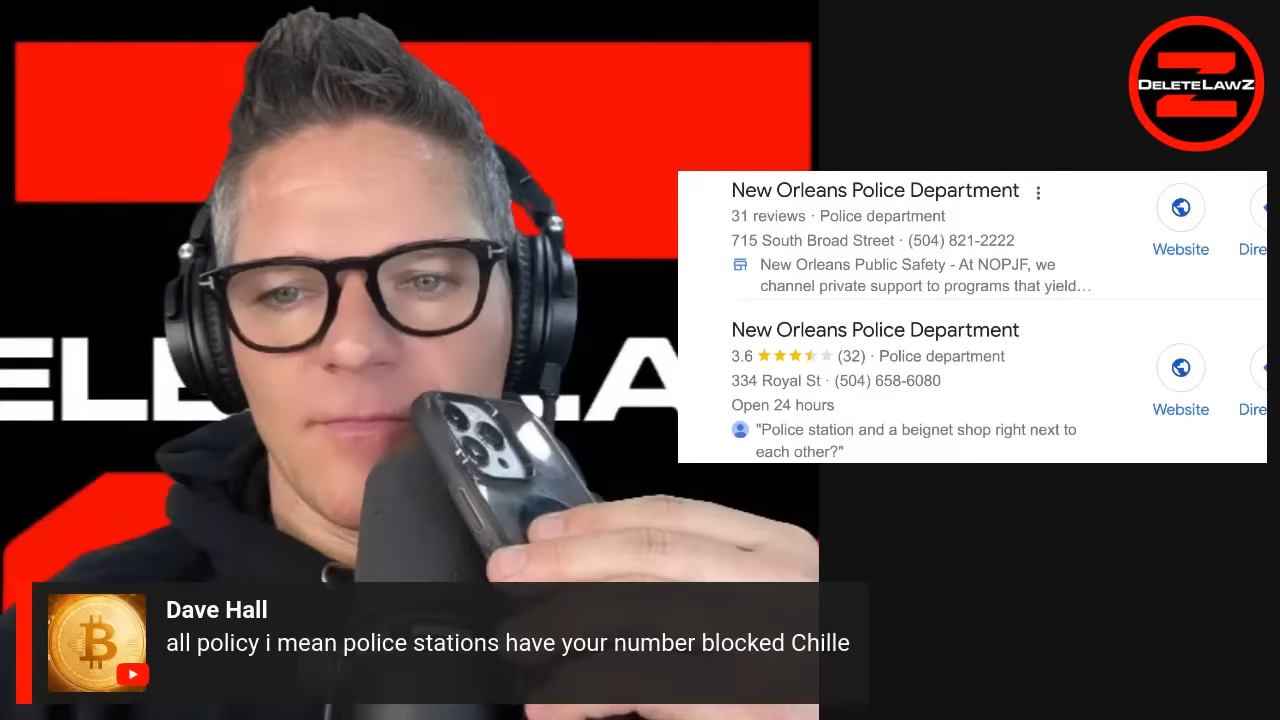 DELETELAWZ
New Orleans Police Department
31 reviews · Police department
715 South Broad Street · (504) 821-2222
New Orleans Public Safety - At NOPJF, we
channel private support to programs that yield…
Website
Dire
New Orleans Police Department
3.6 (32) · Police department
334 Royal St · (504) 658-6080
Open 24 hours
"Police station and a beignet shop right next to
each other?"
Website
Dire
Dave Hall
all policy i mean police stations have your number blocked Chille